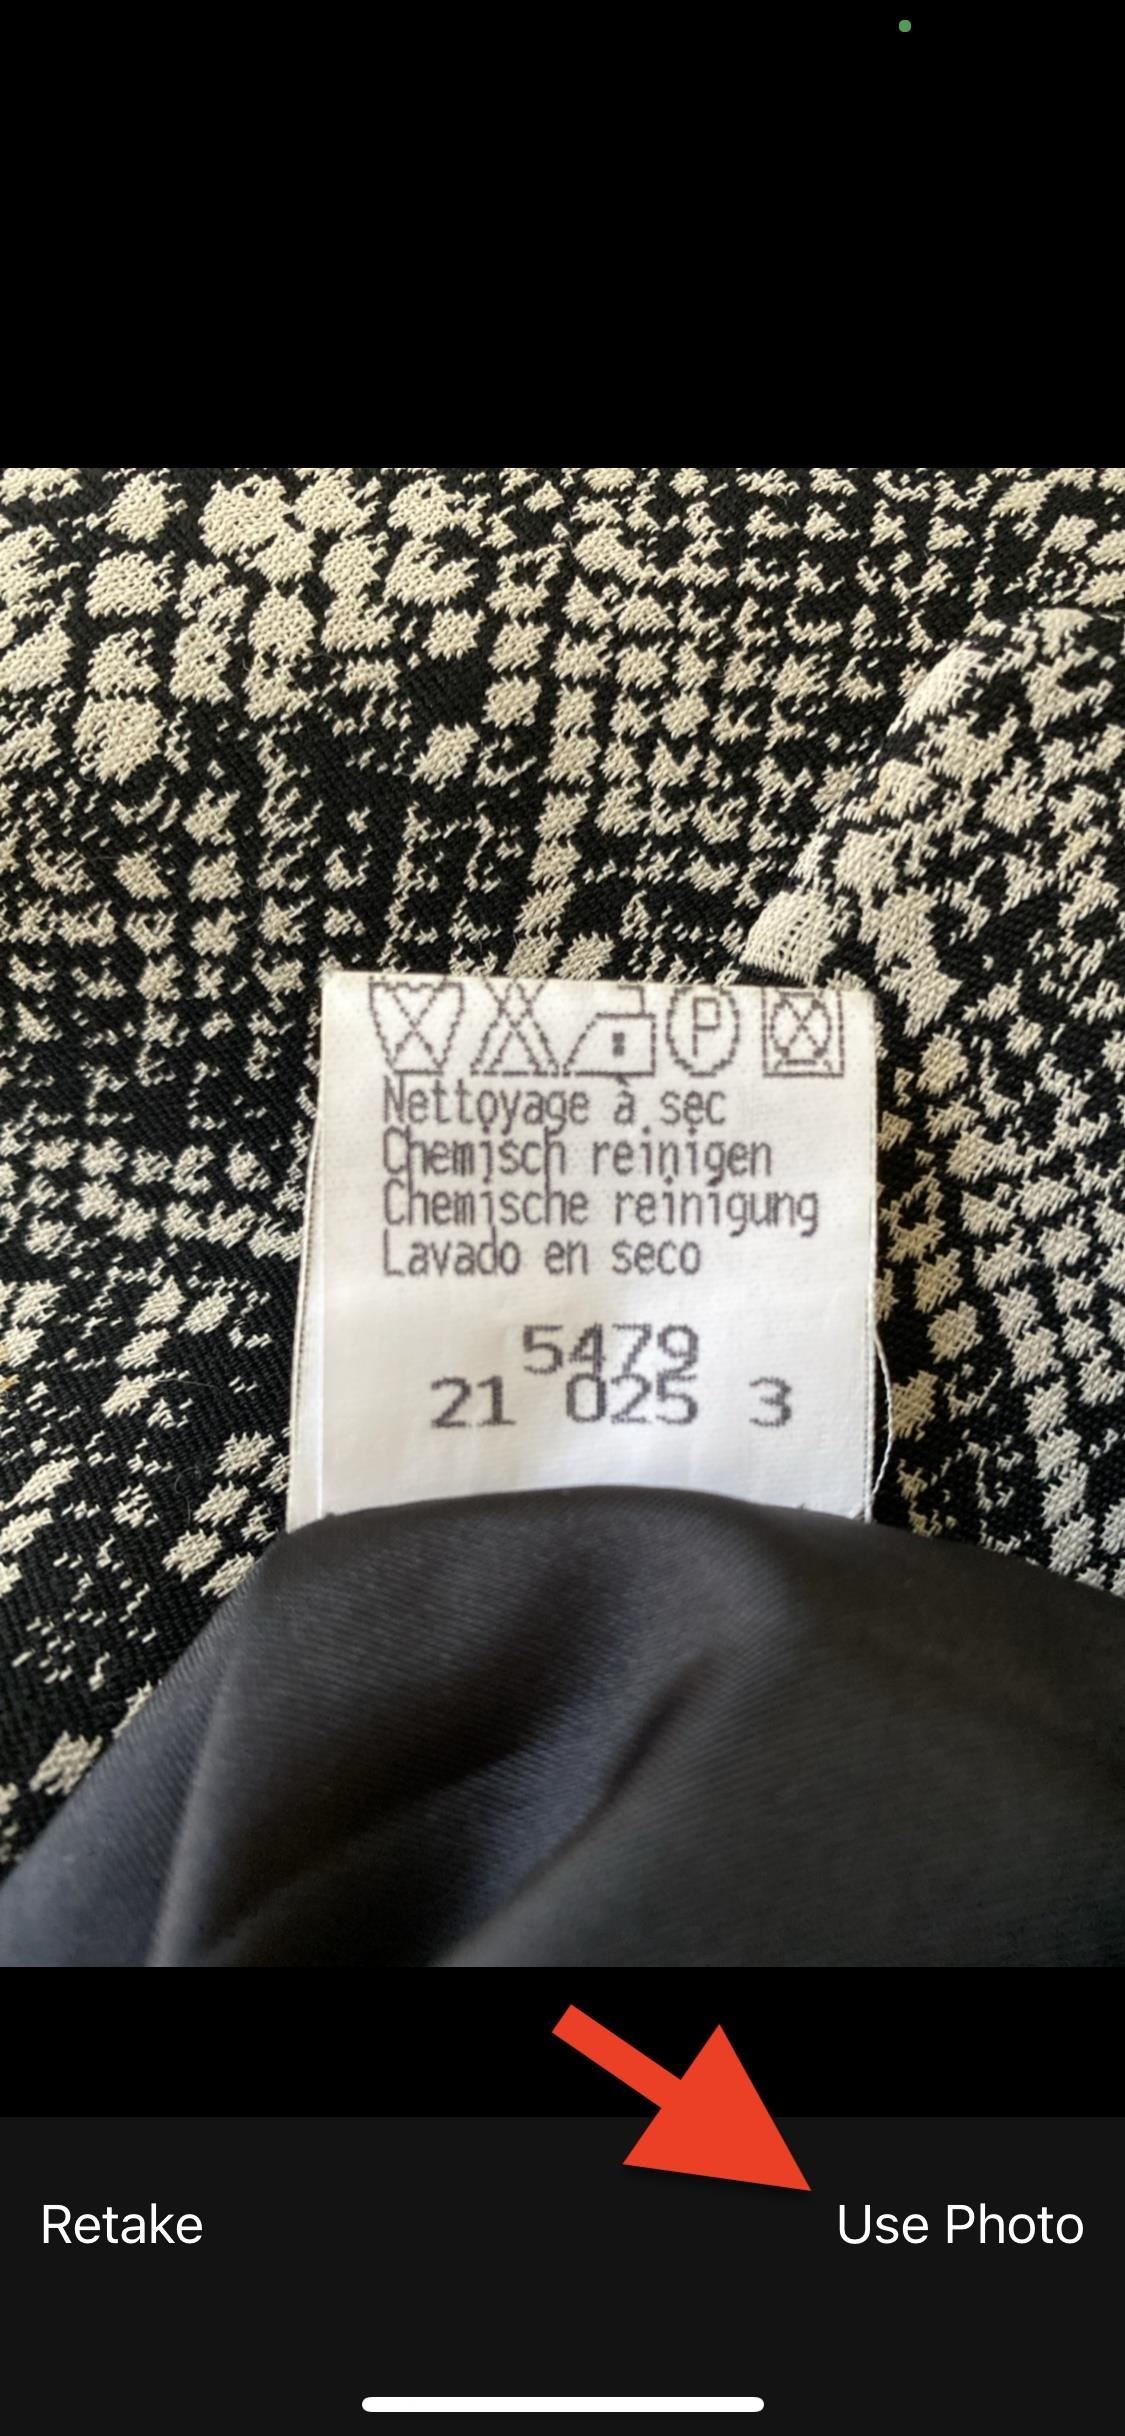 P
Nettoyage à sec
Chemisch reinigen
Chemische reinigung
Lavado en seco
5479
21 025 3
Retake
Use Photo